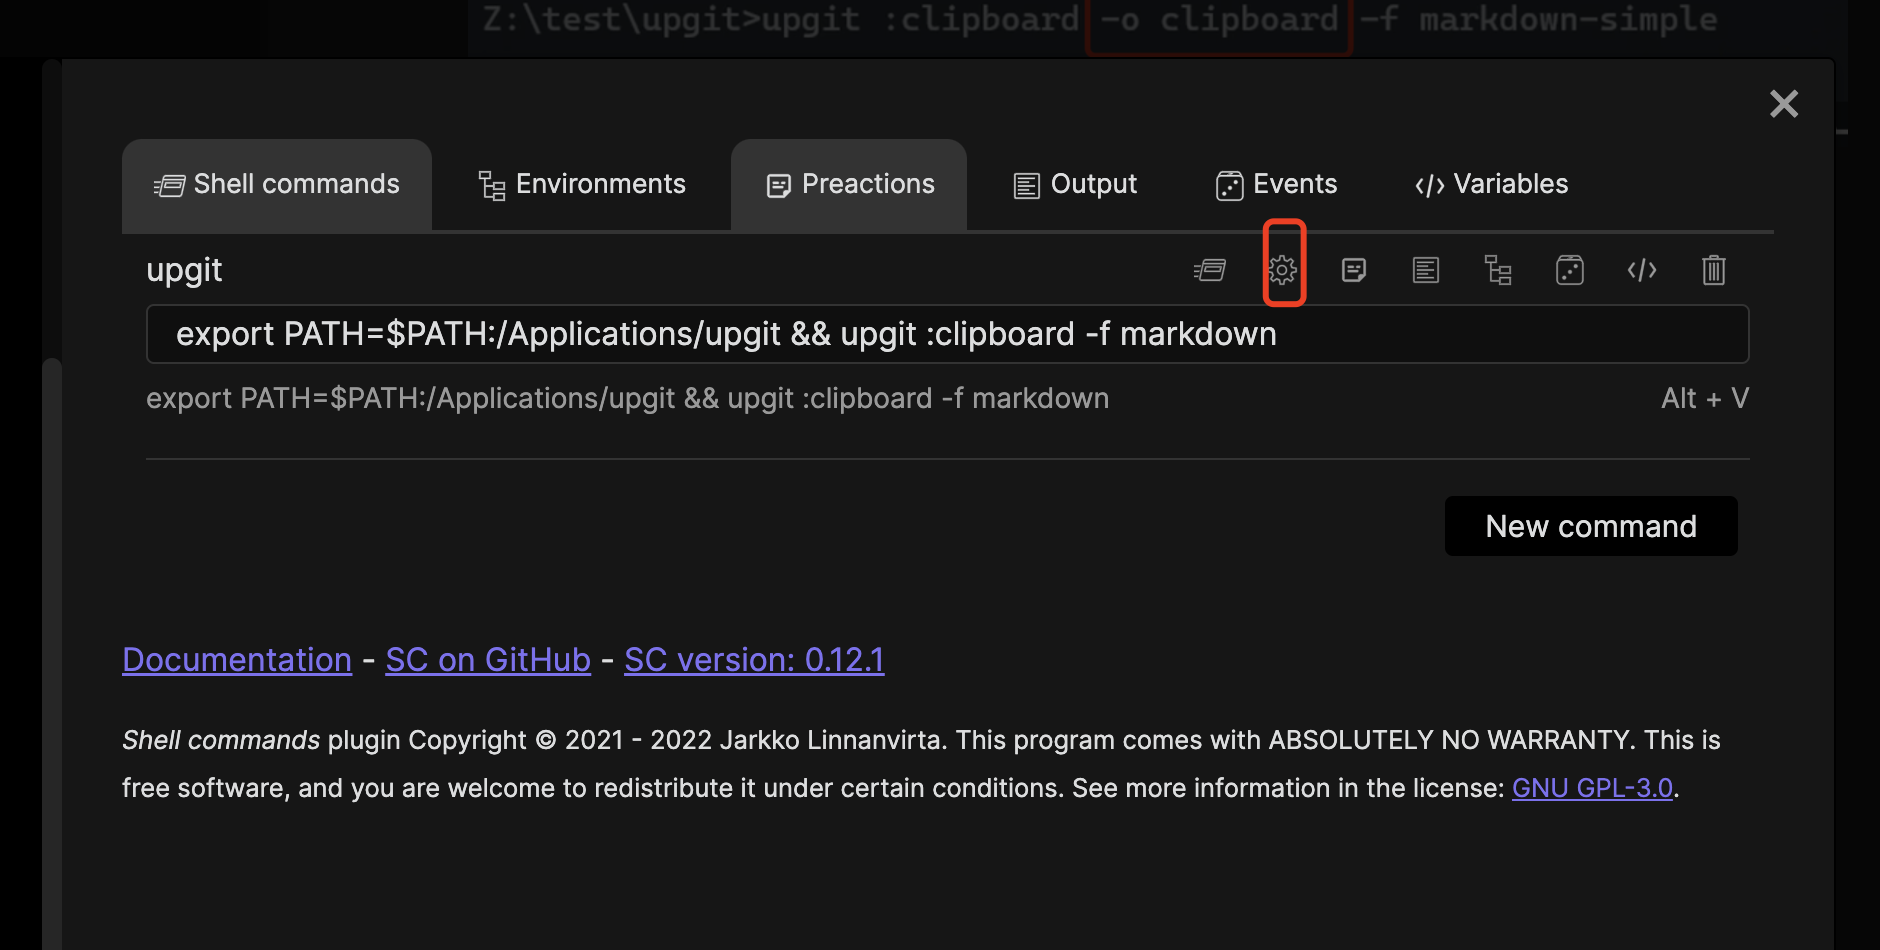 Z:\test\upgit>upgit :clipboard -o clipboard -f markdown-simple
Shell commands Environments Preactions Output Events Variables
upgit
export PATH=$PATH:/Applications/upgit && upgit :clipboard -f markdown
export PATH=$PATH:/Applications/upgit && upgit :clipboard -f markdown Alt + V
New command
Documentation - SC on GitHub - SC version: 0.12.1
Shell commands plugin Copyright © 2021 - 2022 Jarkko Linnanvirta. This program comes with ABSOLUTELY NO WARRANTY. This is
free software, and you are welcome to redistribute it under certain conditions. See more information in the license: GNU GPL-3.0.